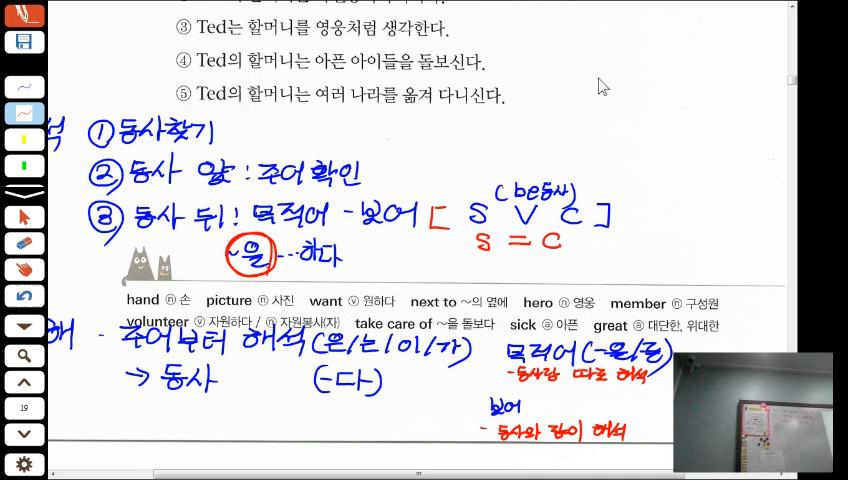 ③ Ted는 할머니를 영웅처럼 생각한다.
④ Ted의 할머니는 아픈 아이들을 돌보신다.
⑤ Ted의 할머니는 여러 나라를 옮겨 다니신다.
석 ① 동사찾기
② 동사 앞 : 주어확인
(be동사)
③ 동사 뒤 : 목적어 - 보어 [ S V C ]
S = C
~을 ---하다
hand ⓝ 손 picture ⓝ 사진 want ⓥ 원하다 next to ~의 옆에 hero ⓝ 영웅 member ⓝ 구성원
volunteer ⓥ 자원하다 / ⓝ 자원봉사(자) take care of ~을 돌보다 sick ⓐ 아픈 great ⓐ 대단한, 위대한
해 - 주어부터 해석 (은/는/이/가) 목적어 (-을/를)
- 동사랑 따로 해석
→ 동사 (-다)
보어
- 동사와 같이 해석
19